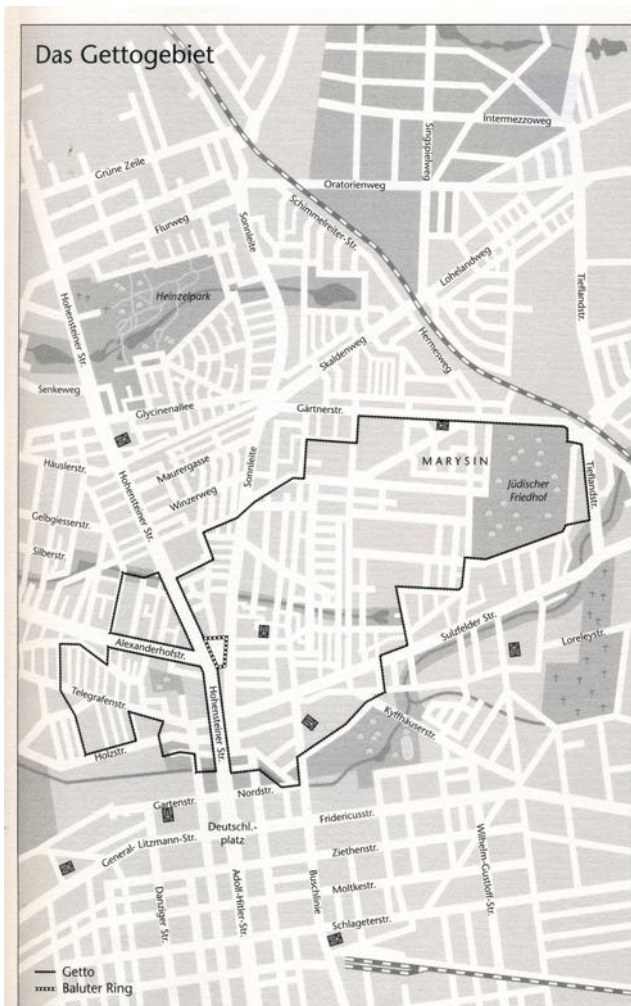 Das Gettogebiet
Intermezzoweg
Singspielweg
Grüne Zeile
Oratorienweg
Schimmelreiter-Str.
Flurweg
Sonnleite
Lohelandweg
Tieflandstr.
Heinzelpark
Hohensteiner Str.
Skaldenweg
Hermesweg
Senkeweg
Glycinenallee
Gärtnerstr.
Häuslerstr.
Maurergasse
Sonnleite
MARYSIN
Hohensteiner Str.
Winzerweg
Jüdischer
Friedhof
Tieflandstr.
Gelbgiesserstr.
Silberstr.
Sulzfelder Str.
Loreleystr.
Alexanderhofstr.
Telegrafenstr.
Hohensteiner Str.
Kyffhäuserstr.
Holzstr.
Nordstr.
Gartenstr.
Fridericusstr.
Deutschl.-
platz
General- Litzmann-Str.
Ziethenstr.
Wilhelm-Gustloff-Str.
Danziger Str.
Adolf-Hitler-Str.
Buschlinie
Moltkestr.
Schlageterstr.
Getto
Baluter Ring